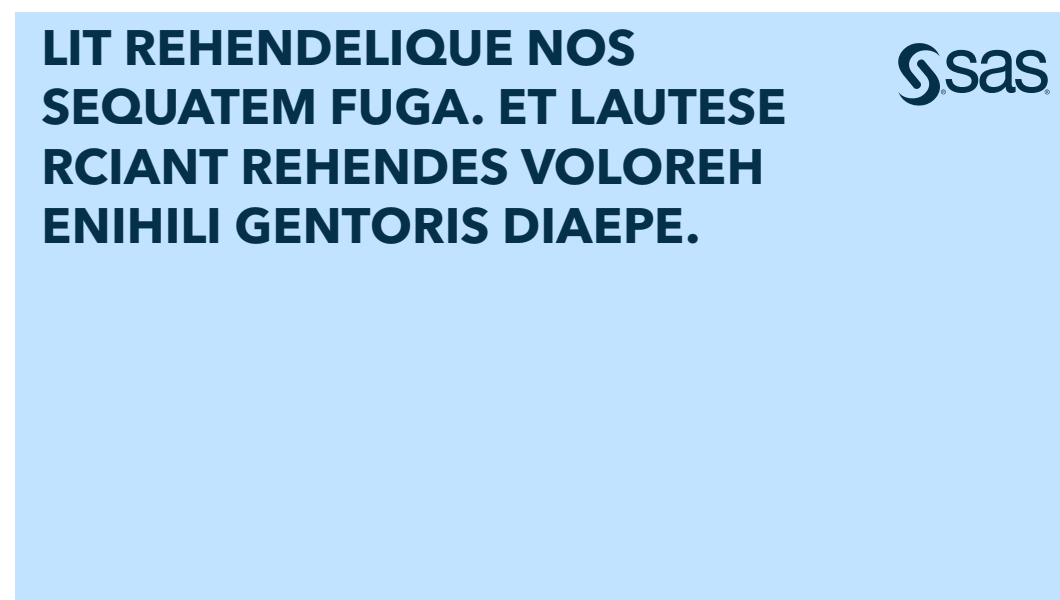 LIT REHENDELIQUE NOS
SEQUATEM FUGA. ET LAUTESE
RCIANT REHENDES VOLOREH
ENIHILI GENTORIS DIAEPE.
sas